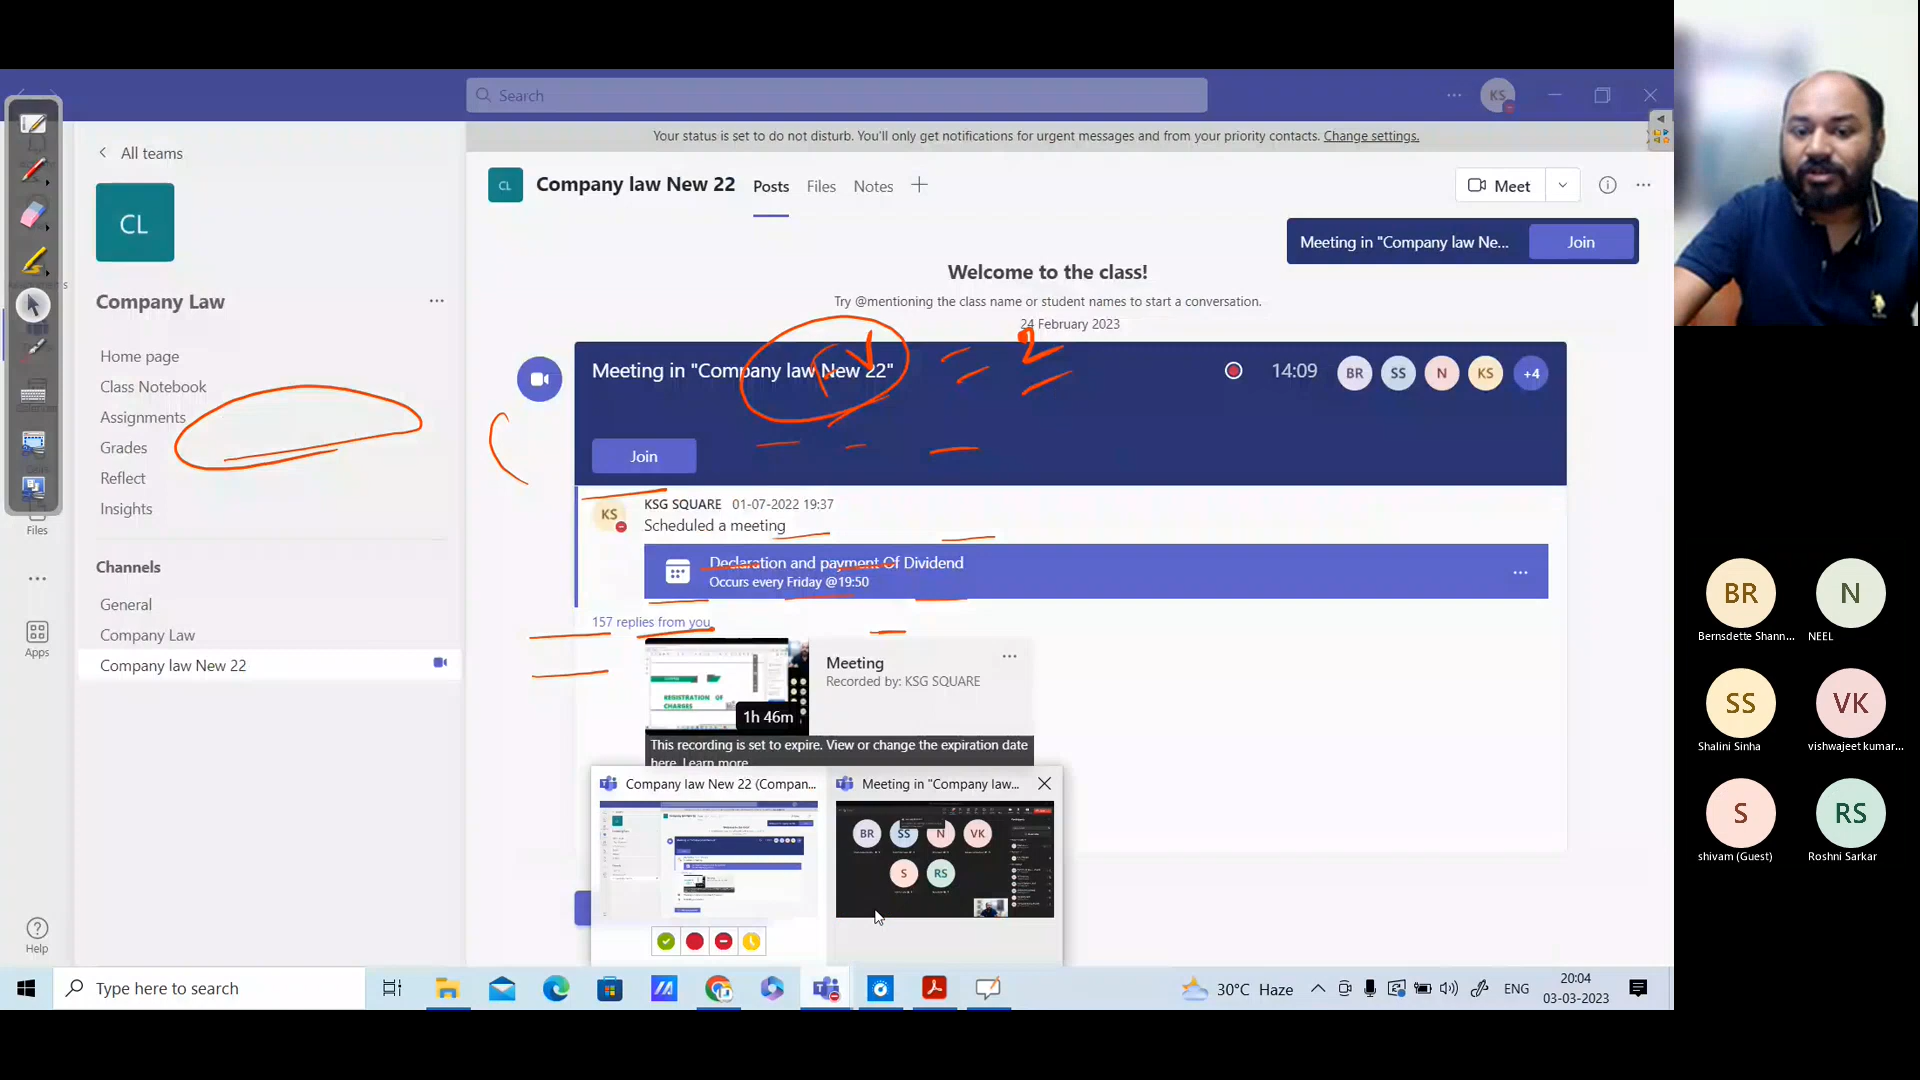 Search
KS
Your status is set to do not disturb. You'll only get notifications for urgent messages and from your priority contacts. Change settings.
All teams
CL
Company law New 22
Posts
Files
Notes
Meet
CL
Meeting in "Company law Ne...
Join
Welcome to the class!
Try @mentioning the class name or student names to start a conversation.
24 February 2023
Company Law
Home page
Class Notebook
Assignments
Grades
Reflect
Insights
Channels
General
Company Law
Company law New 22
Files
Apps
Help
Meeting in "Company law New 22"
FV = 2
14:09
BR
SS
N
KS
+4
Join
KS
KSG SQUARE 01-07-2022 19:37
Scheduled a meeting
Declaration and payment Of Dividend
Occurs every Friday @19:50
157 replies from you
REGISTRATION OF
CHARGES
1h 46m
Meeting
Recorded by: KSG SQUARE
This recording is set to expire. View or change the expiration date
here. Learn more
Company law New 22 (Compan...
Meeting in "Company law...
BR
SS
N
VK
S
RS
BR
Bernsdette Shann...
N
NEEL
SS
Shalini Sinha
VK
vishwajeet kumar...
S
shivam (Guest)
RS
Roshni Sarkar
Type here to search
30°C Haze
ENG
20:04
03-03-2023